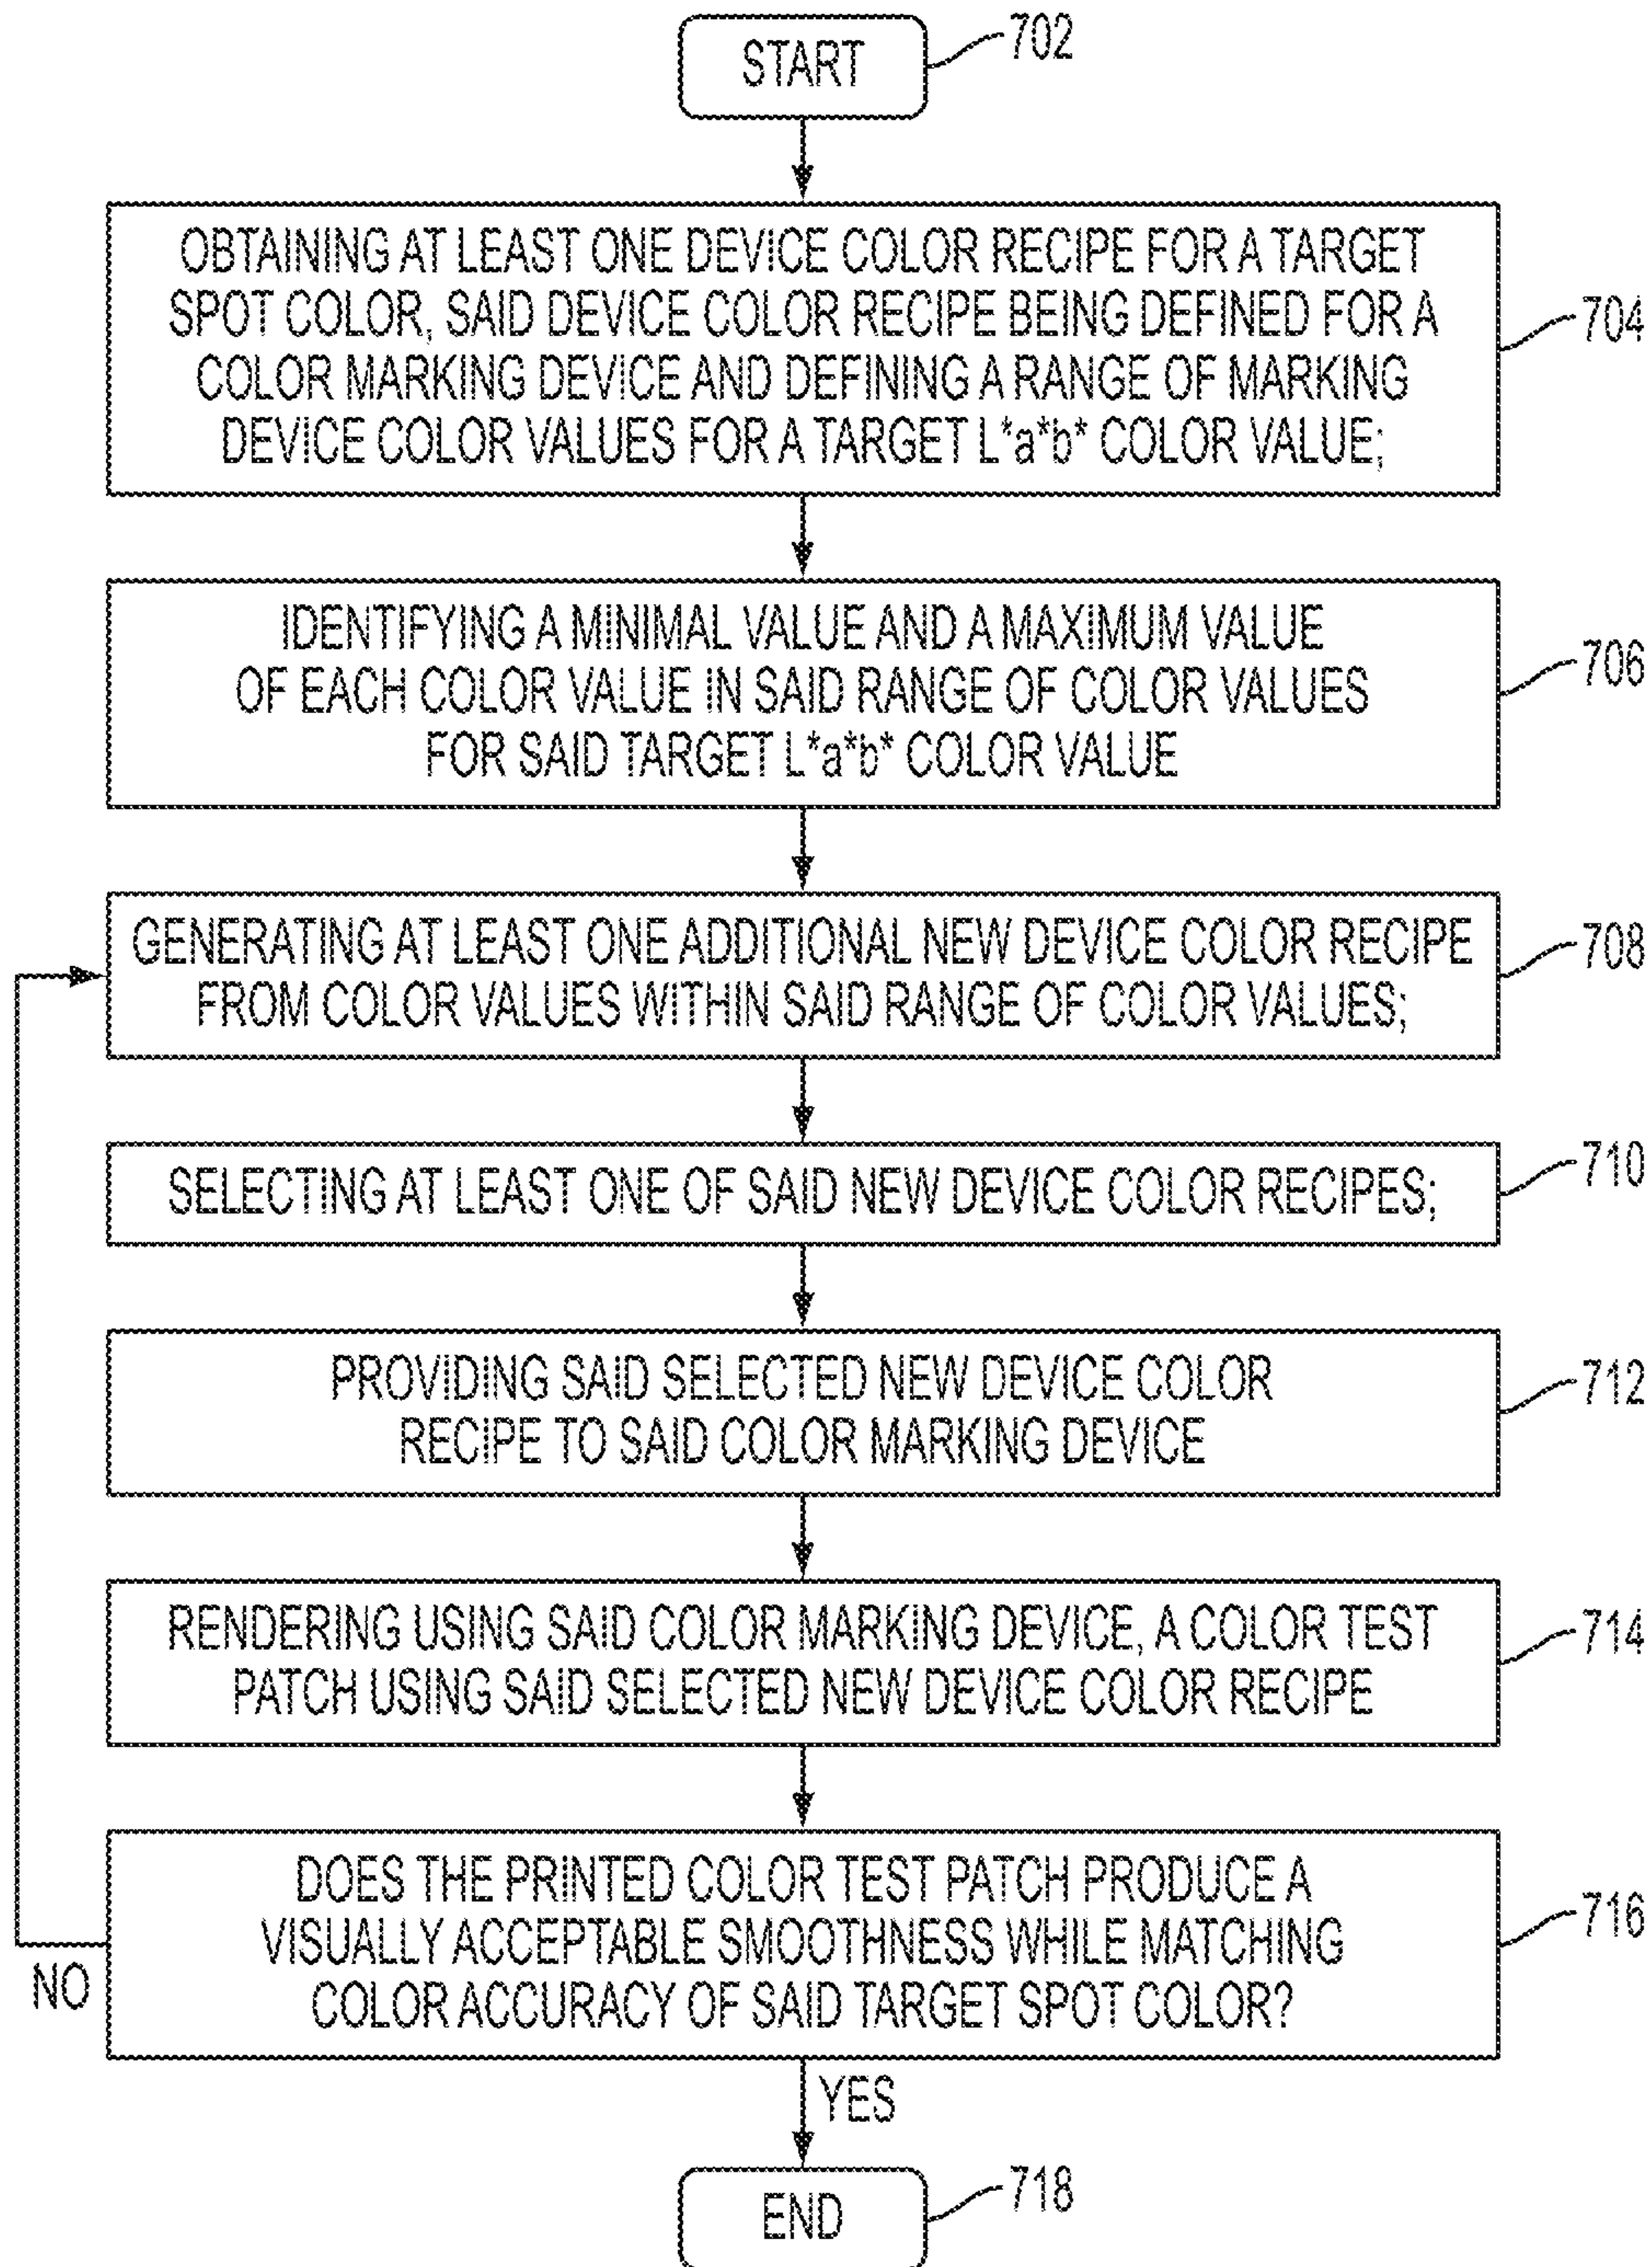 START
702
OBTAINING AT LEAST ONE DEVICE COLOR RECIPE FOR A TARGET
SPOT COLOR, SAID DEVICE COLOR RECIPE BEING DEFINED FOR A
COLOR MARKING DEVICE AND DEFINING A RANGE OF MARKING
DEVICE COLOR VALUES FOR A TARGET L*a*b* COLOR VALUE;
704
IDENTIFYING A MINIMAL VALUE AND A MAXIMUM VALUE
OF EACH COLOR VALUE IN SAID RANGE OF COLOR VALUES
FOR SAID TARGET L*a*b* COLOR VALUE
706
GENERATING AT LEAST ONE ADDITIONAL NEW DEVICE COLOR RECIPE
FROM COLOR VALUES WITHIN SAID RANGE OF COLOR VALUES;
708
SELECTING AT LEAST ONE OF SAID NEW DEVICE COLOR RECIPES;
710
PROVIDING SAID SELECTED NEW DEVICE COLOR
RECIPE TO SAID COLOR MARKING DEVICE
712
RENDERING USING SAID COLOR MARKING DEVICE, A COLOR TEST
PATCH USING SAID SELECTED NEW DEVICE COLOR RECIPE
714
DOES THE PRINTED COLOR TEST PATCH PRODUCE A
VISUALLY ACCEPTABLE SMOOTHNESS WHILE MATCHING
COLOR ACCURACY OF SAID TARGET SPOT COLOR?
716
NO
YES
END
718